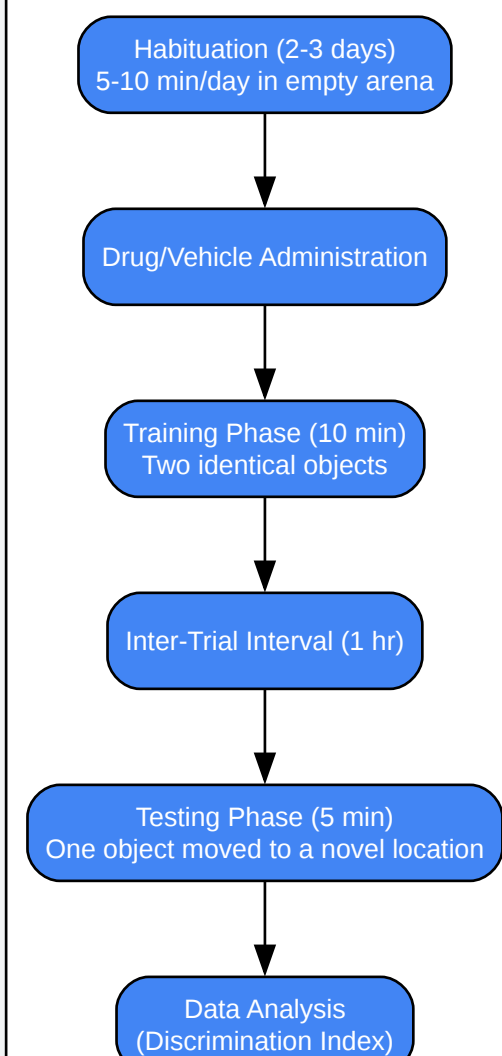 Habituation (2-3 days)
5-10 min/day in empty arena
Drug/Vehicle Administration
Training Phase (10 min)
Two identical objects
Inter-Trial Interval (1 hr)
Testing Phase (5 min)
One object moved to a novel location
Data Analysis
(Discrimination Index)